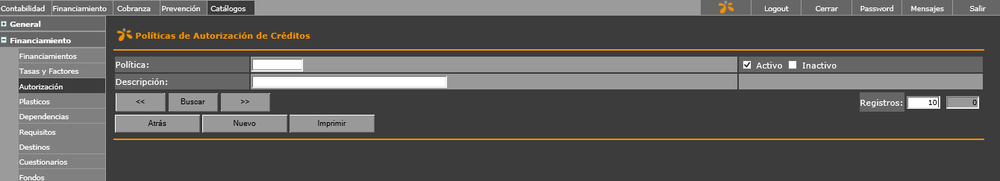 Contabilidad Financiamiento Cobranza Prevención Catálogos Logout Cerrar Password Mensajes Salir
General
Financiamiento
Financiamientos
Tasas y Factores
Autorización
Plasticos
Dependencias
Requisitos
Destinos
Cuestionarios
Fondos
Políticas de Autorización de Créditos
Política: Activo Inactivo
Descripción:
<< Buscar >> Registros: 10 0
Atrás Nuevo Imprimir